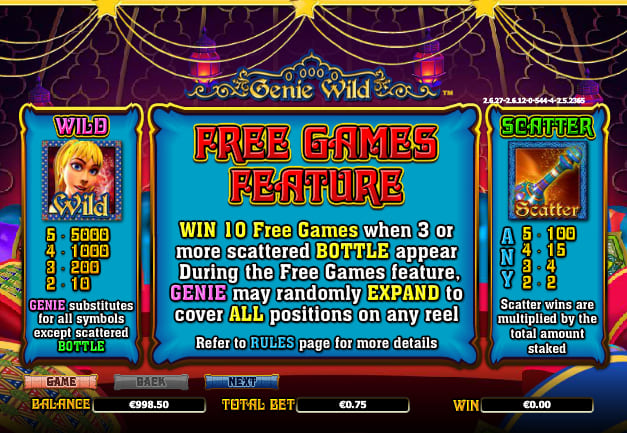 Genie Wild™
2.6.27-2.6.12-0-544-4-2.5.2365
WILD
Wild
5 - 5000
4 - 1000
3 - 200
2 - 10
GENIE substitutes
for all symbols
except scattered
BOTTLE
FREE GAMES
FEATURE
WIN 10 Free Games when 3 or
more scattered BOTTLE appear
During the Free Games feature,
GENIE may randomly EXPAND to
cover ALL positions on any reel
Refer to RULES page for more details
SCATTER
Scatter
ANY
5 - 100
4 - 15
3 - 4
2 - 2
Scatter wins are
multiplied by the
total amount
staked
GAME BACK NEXT
BALANCE €998.50 TOTAL BET €0.75 WIN €0.00